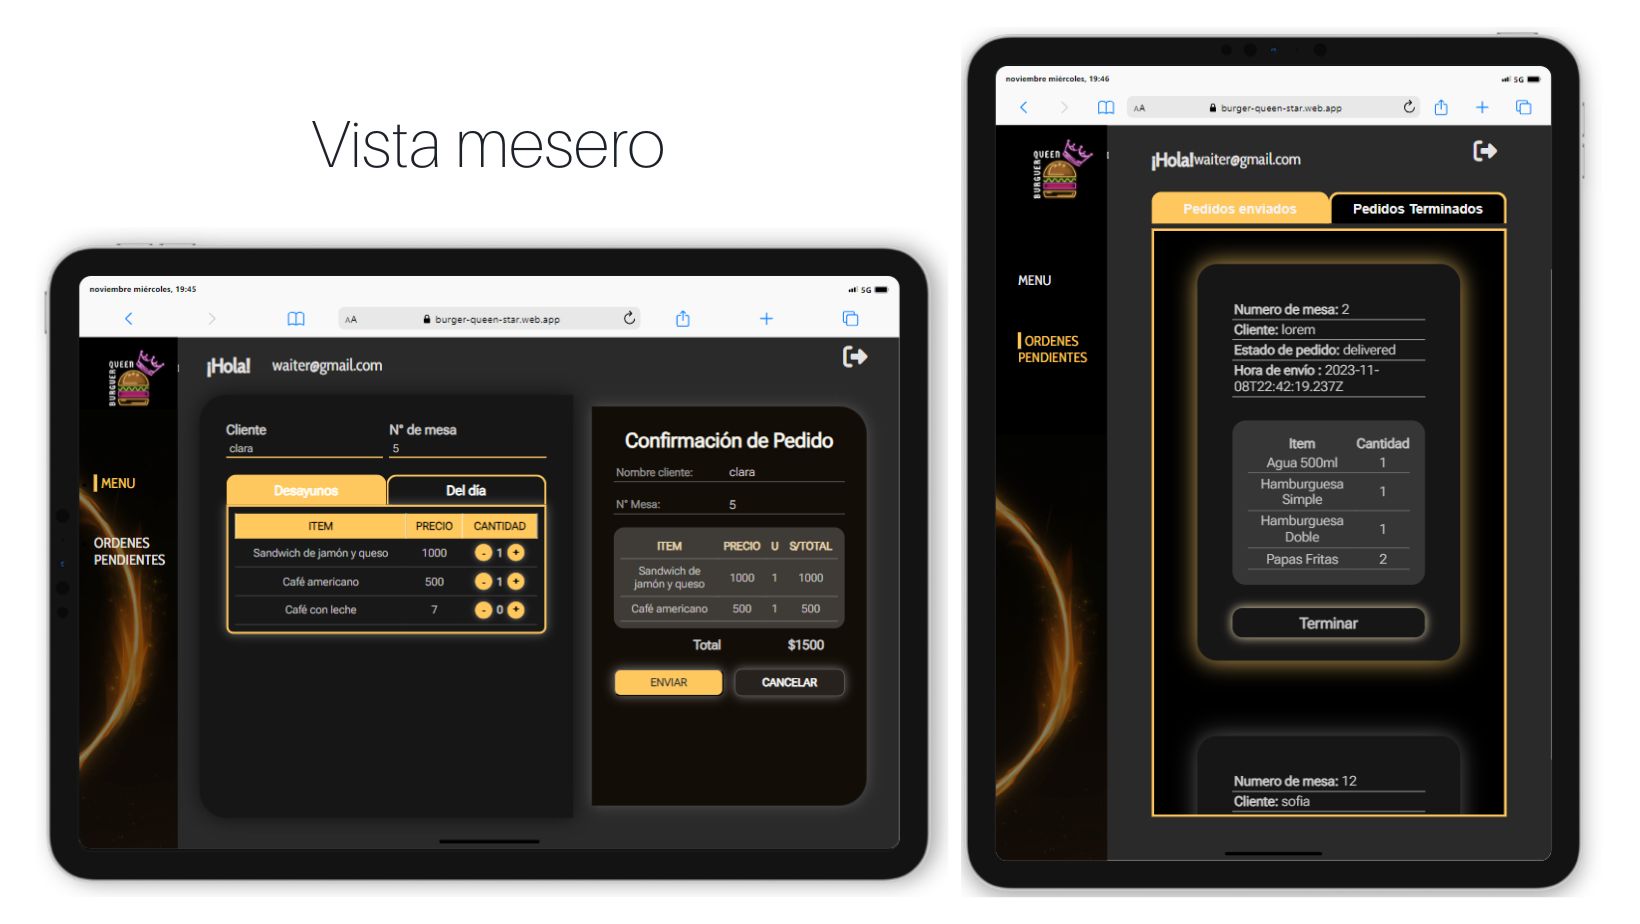 Vista mesero
noviembre miércoles, 19:45
5G
AA
burger-queen-star.web.app
BURGUER
QUEEN
¡Hola! waiter@gmail.com
MENU
ORDENES
PENDIENTES
Cliente
clara
N° de mesa
5
Desayunos
Del día
ITEM PRECIO CANTIDAD
Sandwich de jamón y queso 1000 - 1 +
Café americano 500 - 1 +
Café con leche 7 - 0 +
Confirmación de Pedido
Nombre cliente: clara
N° Mesa: 5
ITEM PRECIO U S/TOTAL
Sandwich de
jamón y queso 1000 1 1000
Café americano 500 1 500
Total $1500
ENVIAR
CANCELAR
noviembre miércoles, 19:46
5G
AA
burger-queen-star.web.app
BURGUER
QUEEN
¡Hola!waiter@gmail.com
MENU
ORDENES
PENDIENTES
Pedidos enviados
Pedidos Terminados
Numero de mesa: 2
Cliente: lorem
Estado de pedido: delivered
Hora de envío : 2023-11-
08T22:42:19.237Z
Item Cantidad
Agua 500ml 1
Hamburguesa
Simple 1
Hamburguesa
Doble 1
Papas Fritas 2
Terminar
Numero de mesa: 12
Cliente: sofia